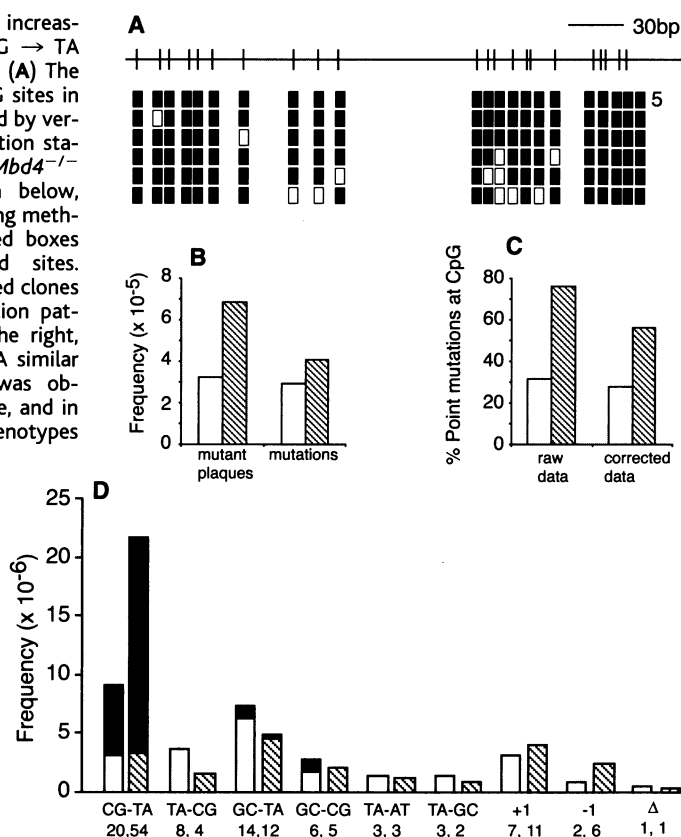 increas-
G → TA
(A) The
G sites in
d by ver-
tion sta-
Mbd4−/−
below,
ng meth-
ed boxes
d sites.
ed clones
ion pat-
he right,
A similar
was ob-
e, and in
enotypes
A
30bp
5
B
Frequency (x 10-5)
8
6
4
2
0
mutant
plaques
mutations
C
% Point mutations at CpG
80
60
40
20
0
raw
data
corrected
data
D
Frequency (x 10-6)
25
20
15
10
5
0
CG-TA TA-CG GC-TA GC-CG TA-AT TA-GC +1 -1 Δ
20,54 8, 4 14,12 6, 5 3, 3 3, 2 7, 11 2, 6 1, 1